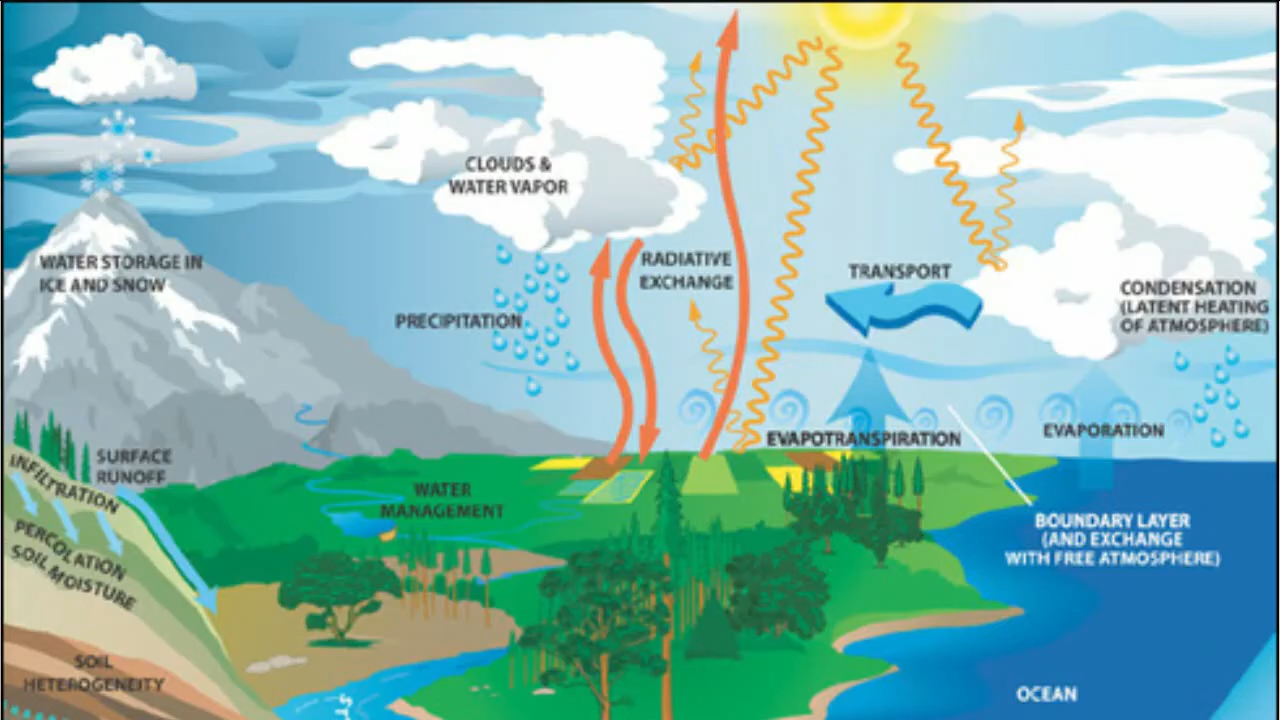 CLOUDS &
WATER VAPOR
WATER STORAGE IN
ICE AND SNOW
RADIATIVE
EXCHANGE
TRANSPORT
CONDENSATION
(LATENT HEATING
OF ATMOSPHERE)
PRECIPITATION
EVAPOTRANSPIRATION
EVAPORATION
SURFACE
RUNOFF
INFILTRATION
WATER
MANAGEMENT
PERCOLATION
SOIL MOISTURE
BOUNDARY LAYER
(AND EXCHANGE
WITH FREE ATMOSPHERE)
SOIL
HETEROGENEITY
OCEAN